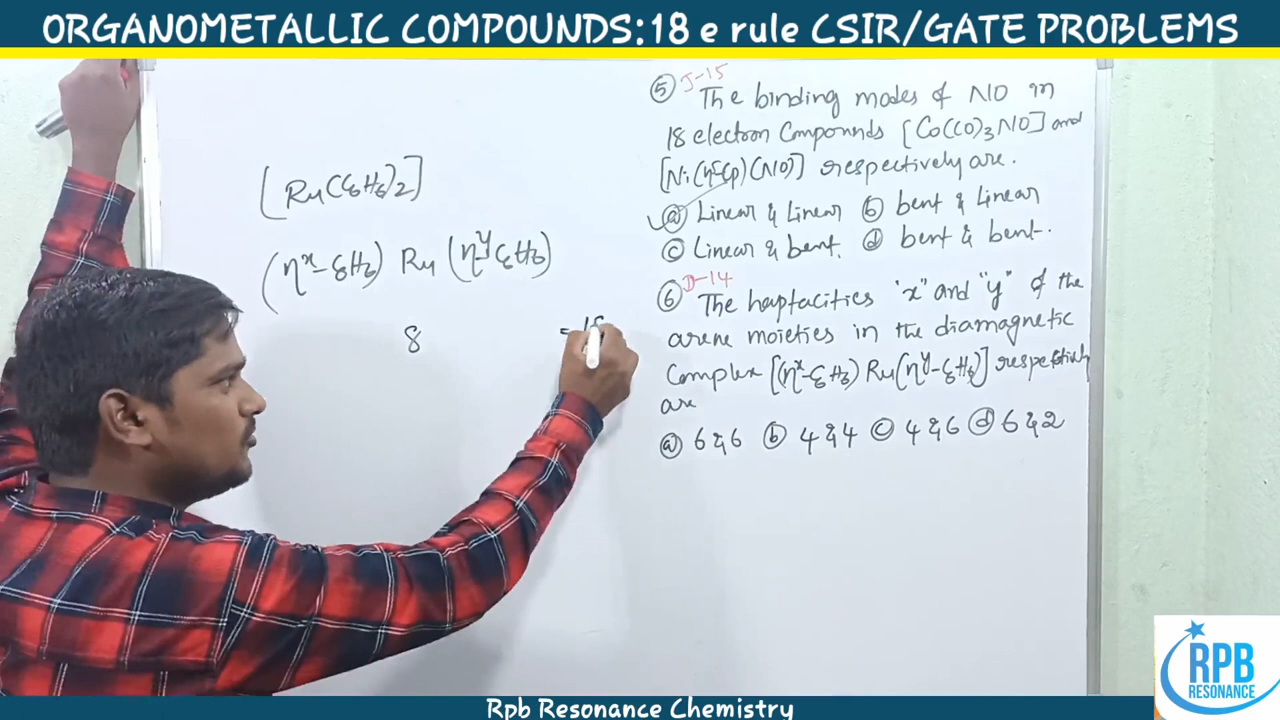 ORGANOMETALLIC COMPOUNDS:18 e rule CSIR/GATE PROBLEMS
[Ru(C6H6)2]
(η^x-C6H6) Ru (η^y-C6H6)
8 =18
⑤ J-15
The binding modes of NO in
18 electron Compounds [Co(CO)3NO] and
[Ni(η^5-Cp)(NO)] respectively are.
ⓐ Linear & Linear ⓑ bent & Linear
ⓒ Linear & bent. ⓓ bent & bent.
⑥ D-14
The haptacities "x" and "y" of the
arene moieties in the diamagnetic
Complex [(η^x-C6H6) Ru(η^y-C6H6)] respectively
are
ⓐ 6&6 ⓑ 4&4 ⓒ 4&6 ⓓ 6&2
RPB
RESONANCE
Rpb Resonance Chemistry